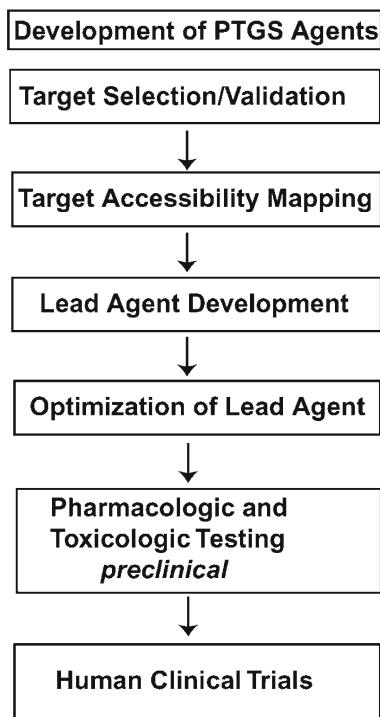 Development of PTGS Agents
Target Selection/Validation
Target Accessibility Mapping
Lead Agent Development
Optimization of Lead Agent
Pharmacologic and
Toxicologic Testing
preclinical
Human Clinical Trials